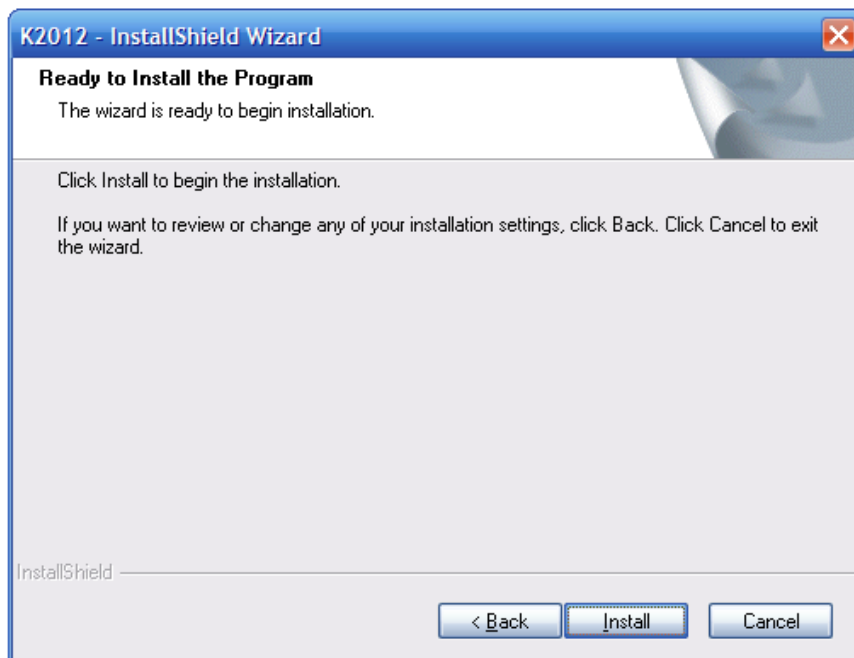 K2012 - InstallShield Wizard
Ready to Install the Program
The wizard is ready to begin installation.
Click Install to begin the installation.
If you want to review or change any of your installation settings, click Back. Click Cancel to exit
the wizard.
InstallShield
< Back Install Cancel